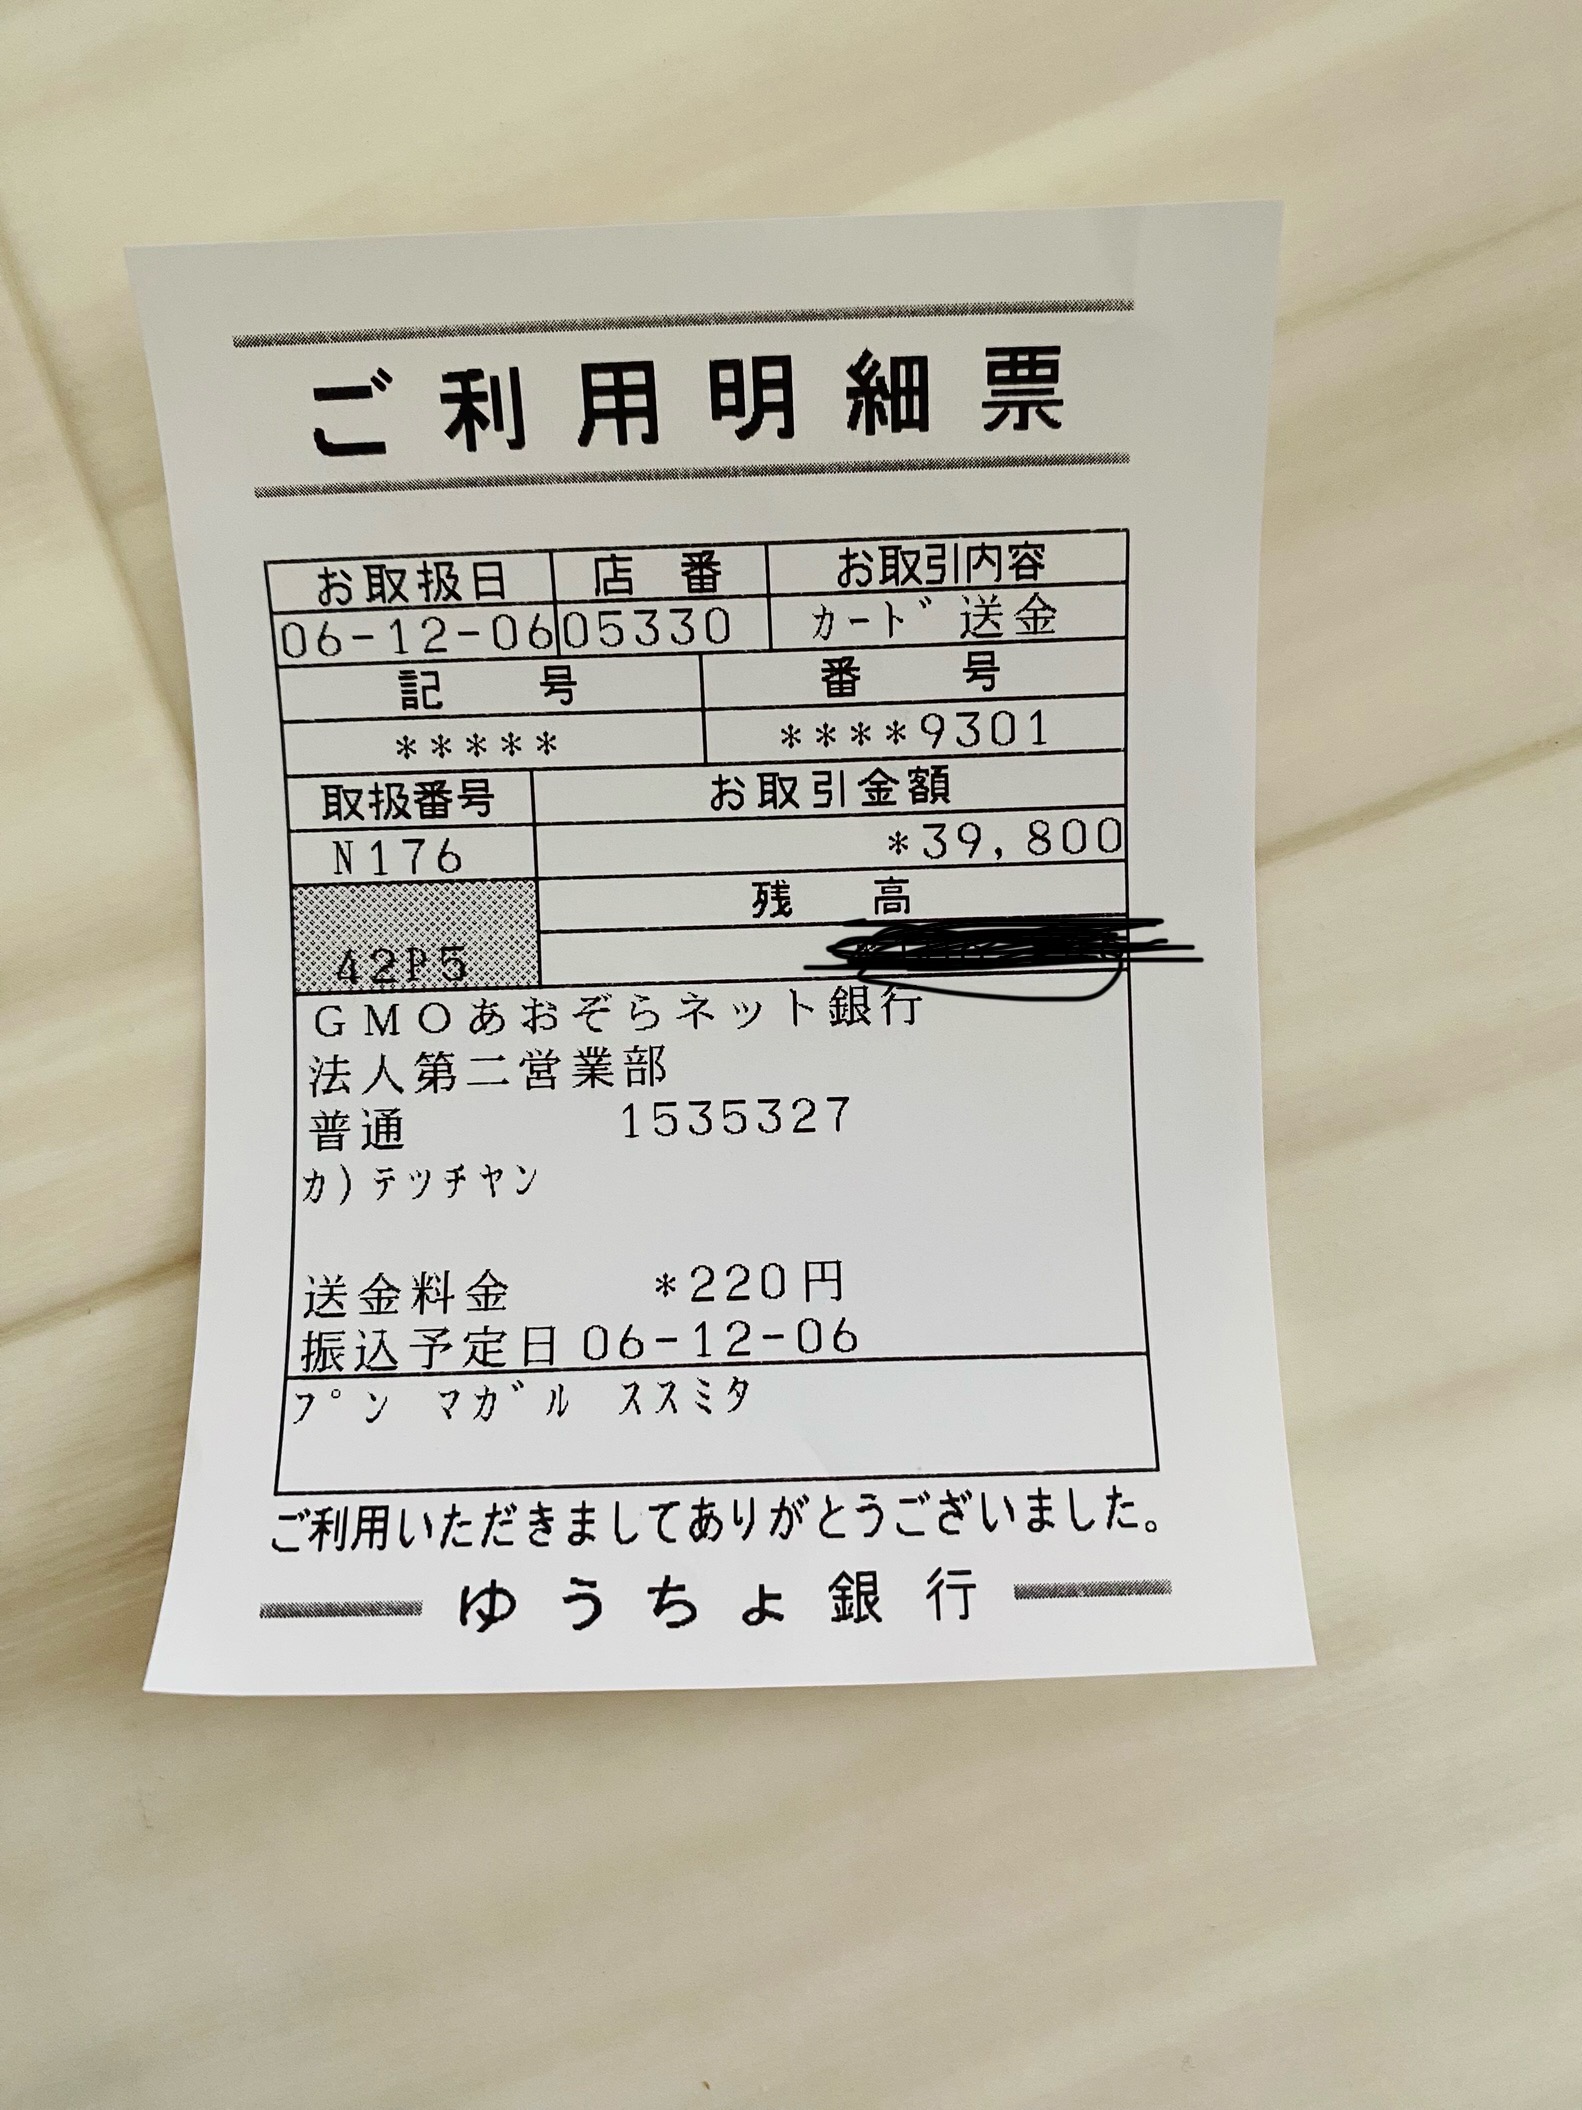 ご利用明細票
お取扱日 店番 お取引内容
06-12-06 05330 カード送金
記号 番号
***** ****9301
取扱番号 お取引金額
N176 *39,800
残高
42P5
GMOあおぞらネット銀行
法人第二営業部
普通 1535327
カ)テツチヤン
送金料金 *220円
振込予定日 06-12-06
プン マガル ススミタ
ご利用いただきましてありがとうございました。
ゆうちょ銀行